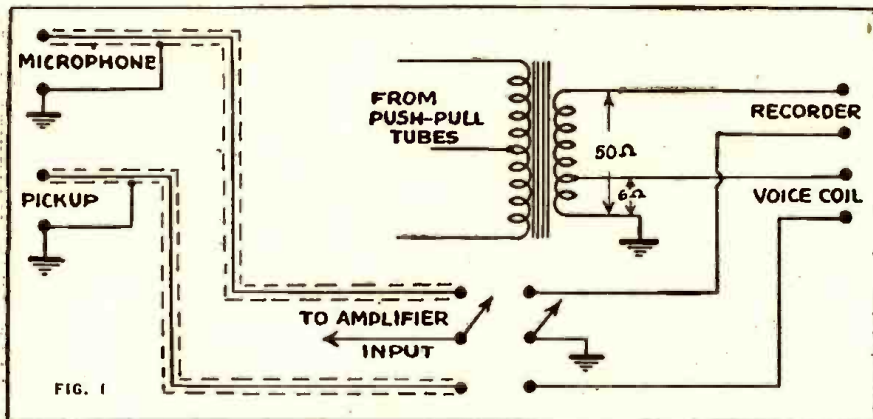 MICROPHONE
PICKUP
FROM
PUSH-PULL
TUBES
50Ω
6Ω
RECORDER
VOICE COIL
TO AMPLIFIER
INPUT
FIG. 1